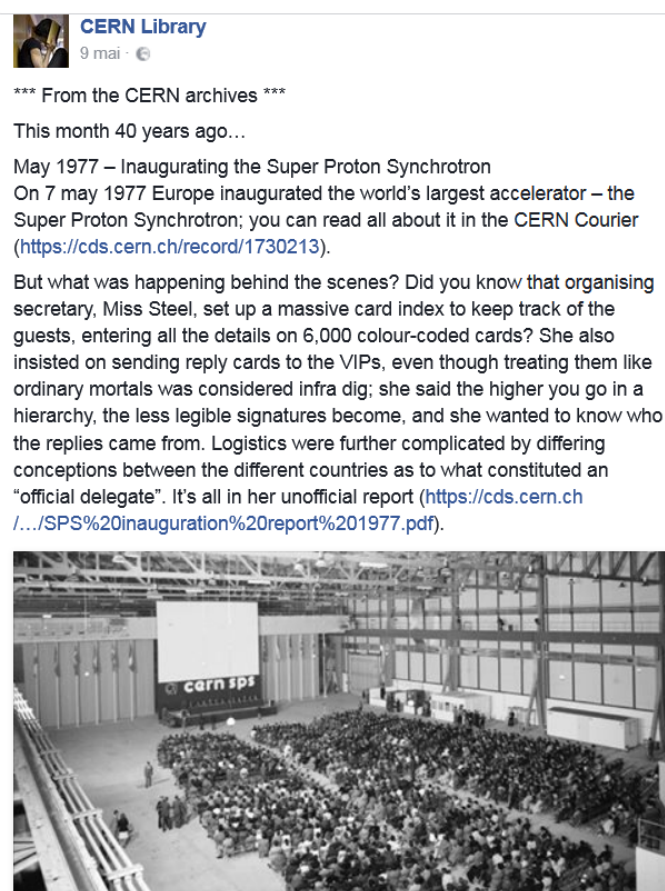 CERN Library
9 mai ·
*** From the CERN archives ***
This month 40 years ago…
May 1977 – Inaugurating the Super Proton Synchrotron
On 7 may 1977 Europe inaugurated the world's largest accelerator – the
Super Proton Synchrotron; you can read all about it in the CERN Courier
(https://cds.cern.ch/record/1730213).
But what was happening behind the scenes? Did you know that organising
secretary, Miss Steel, set up a massive card index to keep track of the
guests, entering all the details on 6,000 colour-coded cards? She also
insisted on sending reply cards to the VIPs, even though treating them like
ordinary mortals was considered infra dig; she said the higher you go in a
hierarchy, the less legible signatures become, and she wanted to know who
the replies came from. Logistics were further complicated by differing
conceptions between the different countries as to what constituted an
“official delegate”. It's all in her unofficial report (https://cds.cern.ch
/…/SPS%20inauguration%20report%201977.pdf).
cern sps